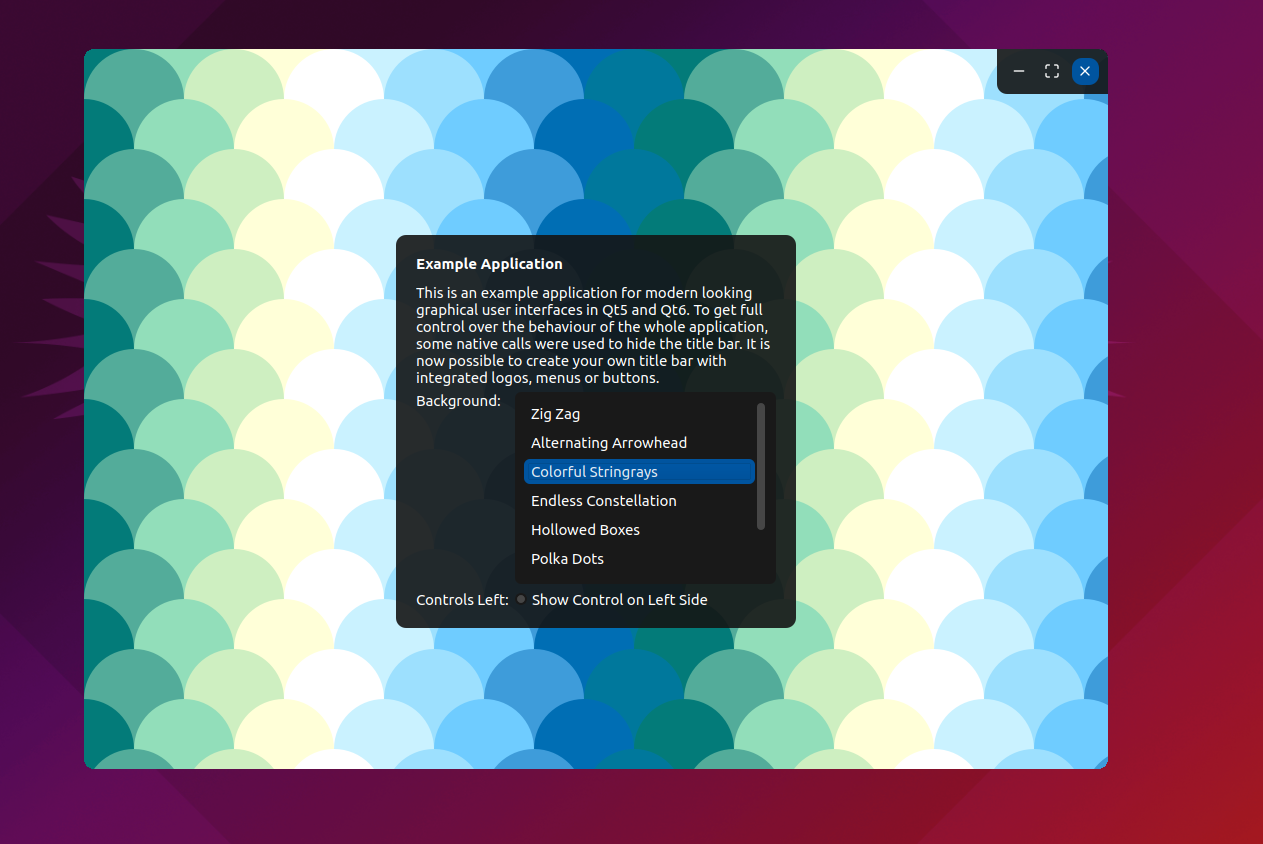 Example Application
This is an example application for modern looking
graphical user interfaces in Qt5 and Qt6. To get full
control over the behaviour of the whole application,
some native calls were used to hide the title bar. It is
now possible to create your own title bar with
integrated logos, menus or buttons.
Background:
Zig Zag
Alternating Arrowhead
Colorful Stringrays
Endless Constellation
Hollowed Boxes
Polka Dots
Controls Left: Show Control on Left Side